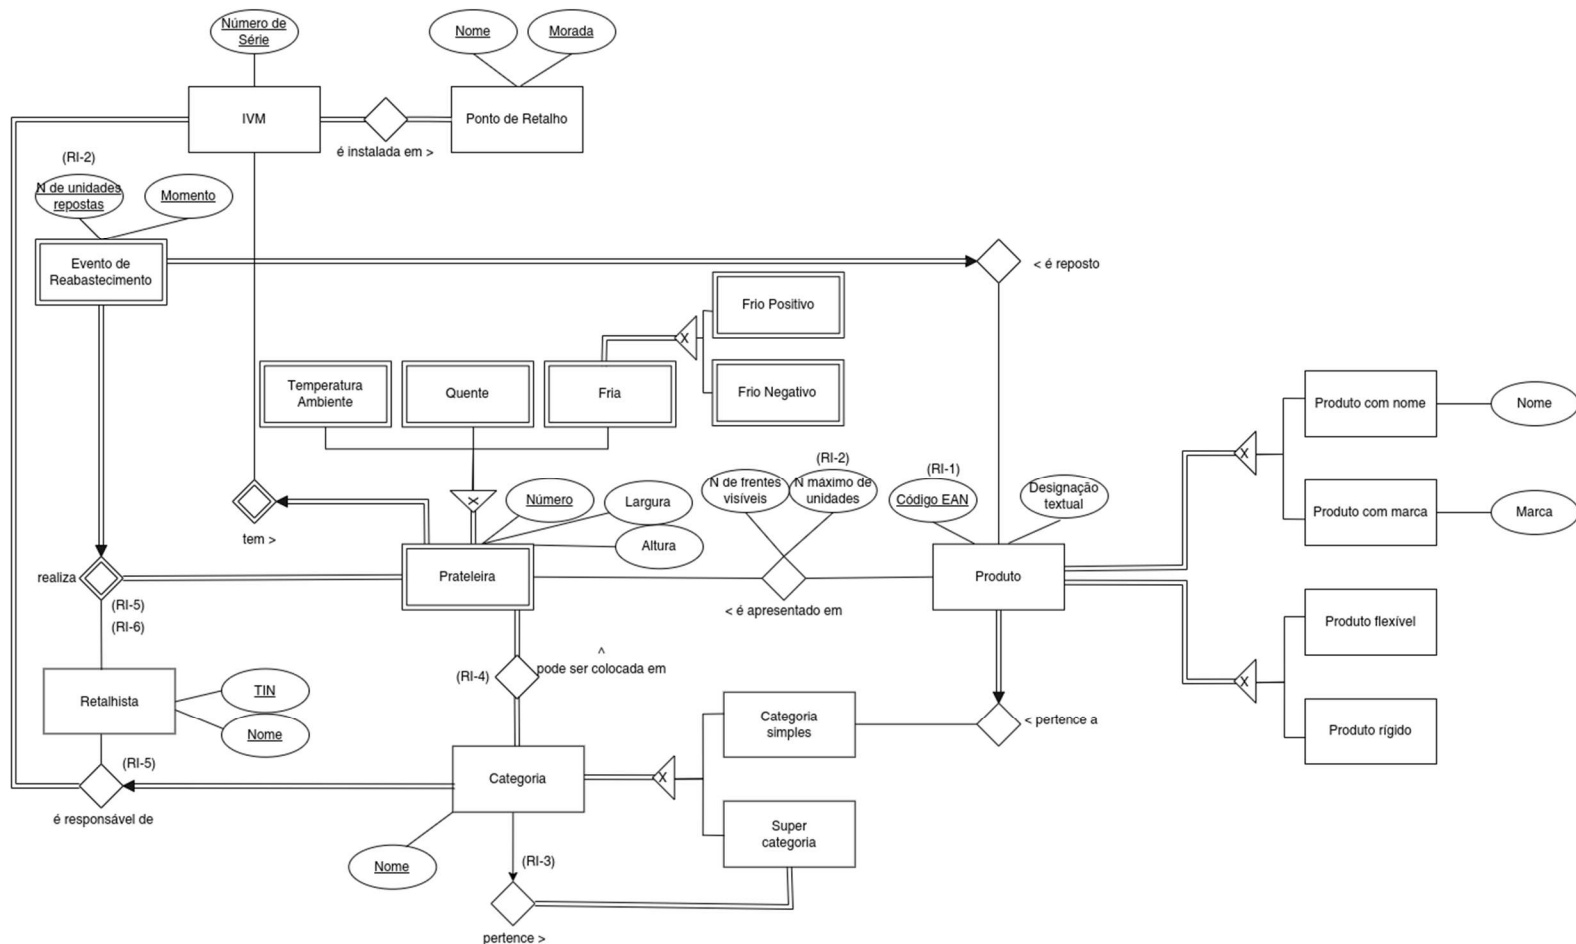 Número de
Série
Nome
Morada
IVM
Ponto de Retalho
é instalada em >
(RI-2)
N de unidades
repostas
Momento
Evento de
Reabastecimento
< é reposto
Frio Positivo
Temperatura
Ambiente
Quente
Fria
Frio Negativo
Produto com nome
Nome
(RI-2)
(RI-1)
N de frentes
visíveis
N máximo de
unidades
Código EAN
Designação
textual
Número
Largura
Altura
Produto com marca
Marca
X
X
X
tem >
realiza
Prateleira
Produto
(RI-5)
(RI-6)
< é apresentado em
Produto flexível
^
pode ser colocada em
(RI-4)
X
Retalhista
TIN
Nome
Categoria
simples
< pertence a
Produto rígido
(RI-5)
Categoria
X
é responsável de
Super
categoria
Nome
(RI-3)
pertence >